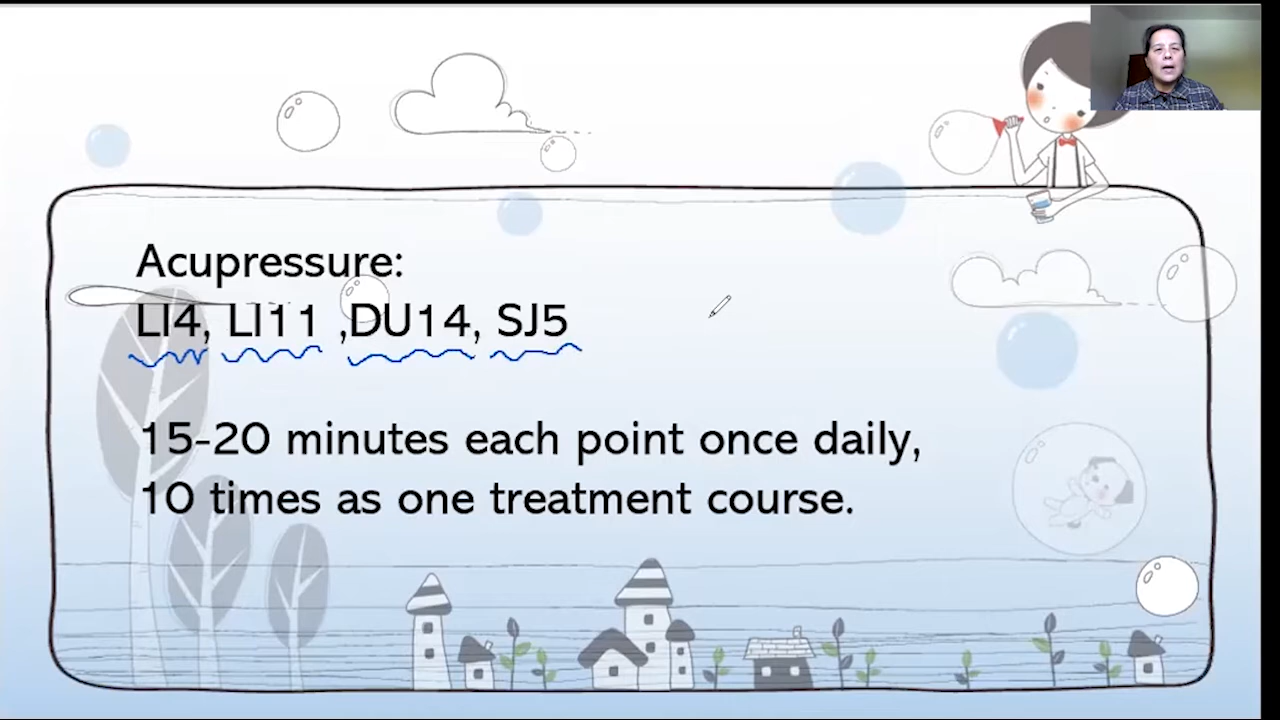 Acupressure:
LI4, LI11 ,DU14, SJ5
15-20 minutes each point once daily,
10 times as one treatment course.